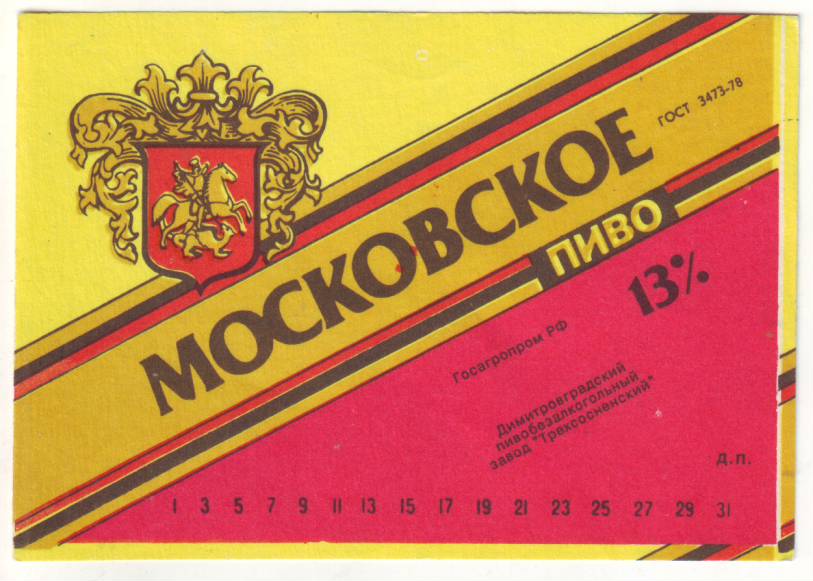 МОСКОВСКОЕ
ГОСТ 3473-78
ПИВО
13%
Госагропром РФ
Димитровградский
пивобезалкогольный
завод "Трехсосненский"
Д.П.
1 3 5 7 9 11 13 15 17 19 21 23 25 27 29 31